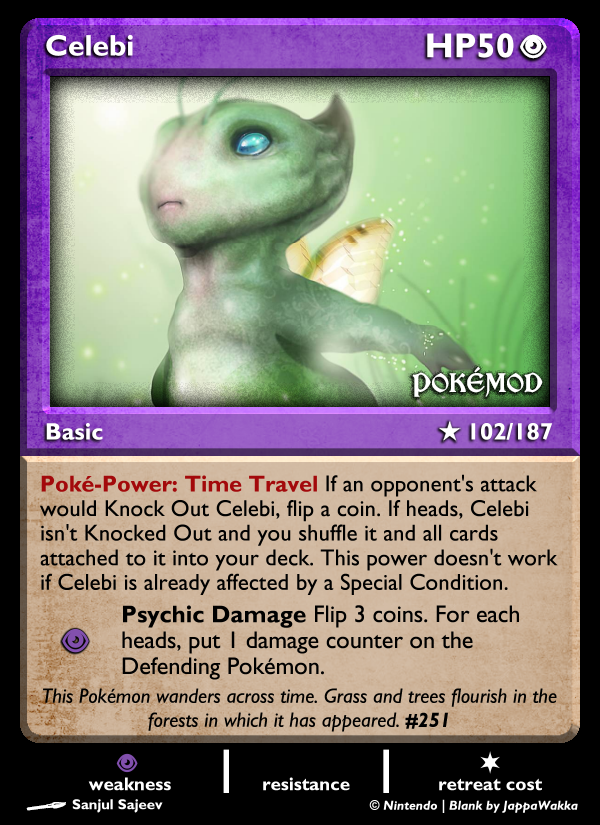 Celebi HP50
POKÉMOD
Basic ★ 102/187
Poké-Power: Time Travel If an opponent's attack
would Knock Out Celebi, flip a coin. If heads, Celebi
isn't Knocked Out and you shuffle it and all cards
attached to it into your deck. This power doesn't work
if Celebi is already affected by a Special Condition.
Psychic Damage Flip 3 coins. For each
heads, put 1 damage counter on the
Defending Pokémon.
This Pokémon wanders across time. Grass and trees flourish in the
forests in which it has appeared. #251
weakness resistance retreat cost
Sanjul Sajeev © Nintendo | Blank by JappaWakka